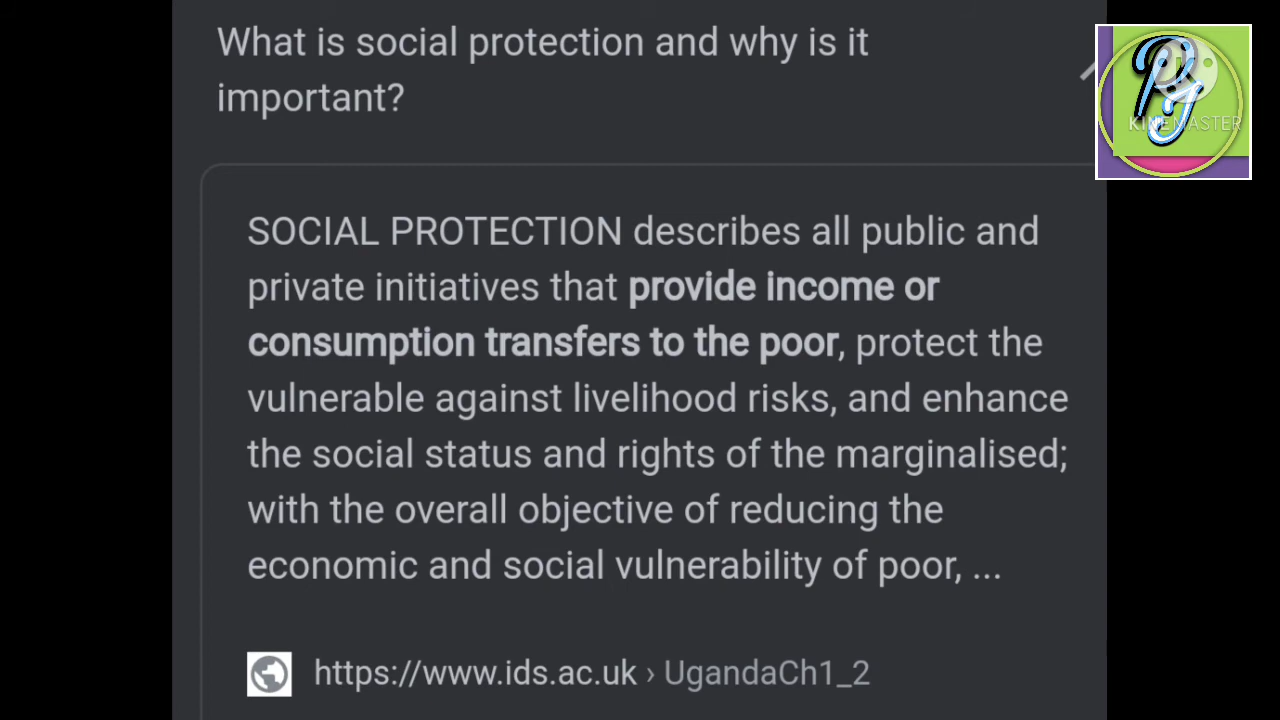 What is social protection and why is it
important?
PJ
KINEMASTER
SOCIAL PROTECTION describes all public and
private initiatives that provide income or
consumption transfers to the poor, protect the
vulnerable against livelihood risks, and enhance
the social status and rights of the marginalised;
with the overall objective of reducing the
economic and social vulnerability of poor, ...
https://www.ids.ac.uk › UgandaCh1_2